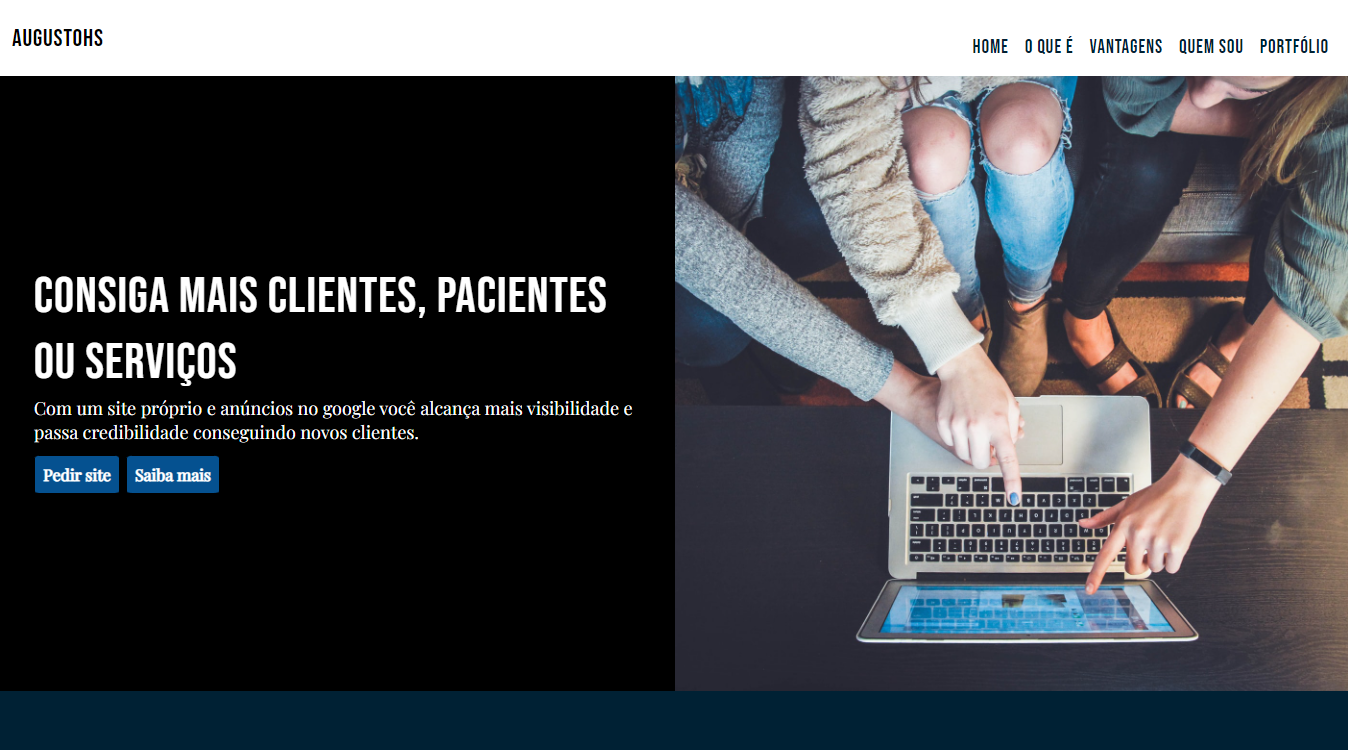 AUGUSTOHS
HOME O QUE É VANTAGENS QUEM SOU PORTFÓLIO
CONSIGA MAIS CLIENTES, PACIENTES
OU SERVIÇOS
Com um site próprio e anúncios no google você alcança mais visibilidade e
passa credibilidade conseguindo novos clientes.
Pedir site Saiba mais